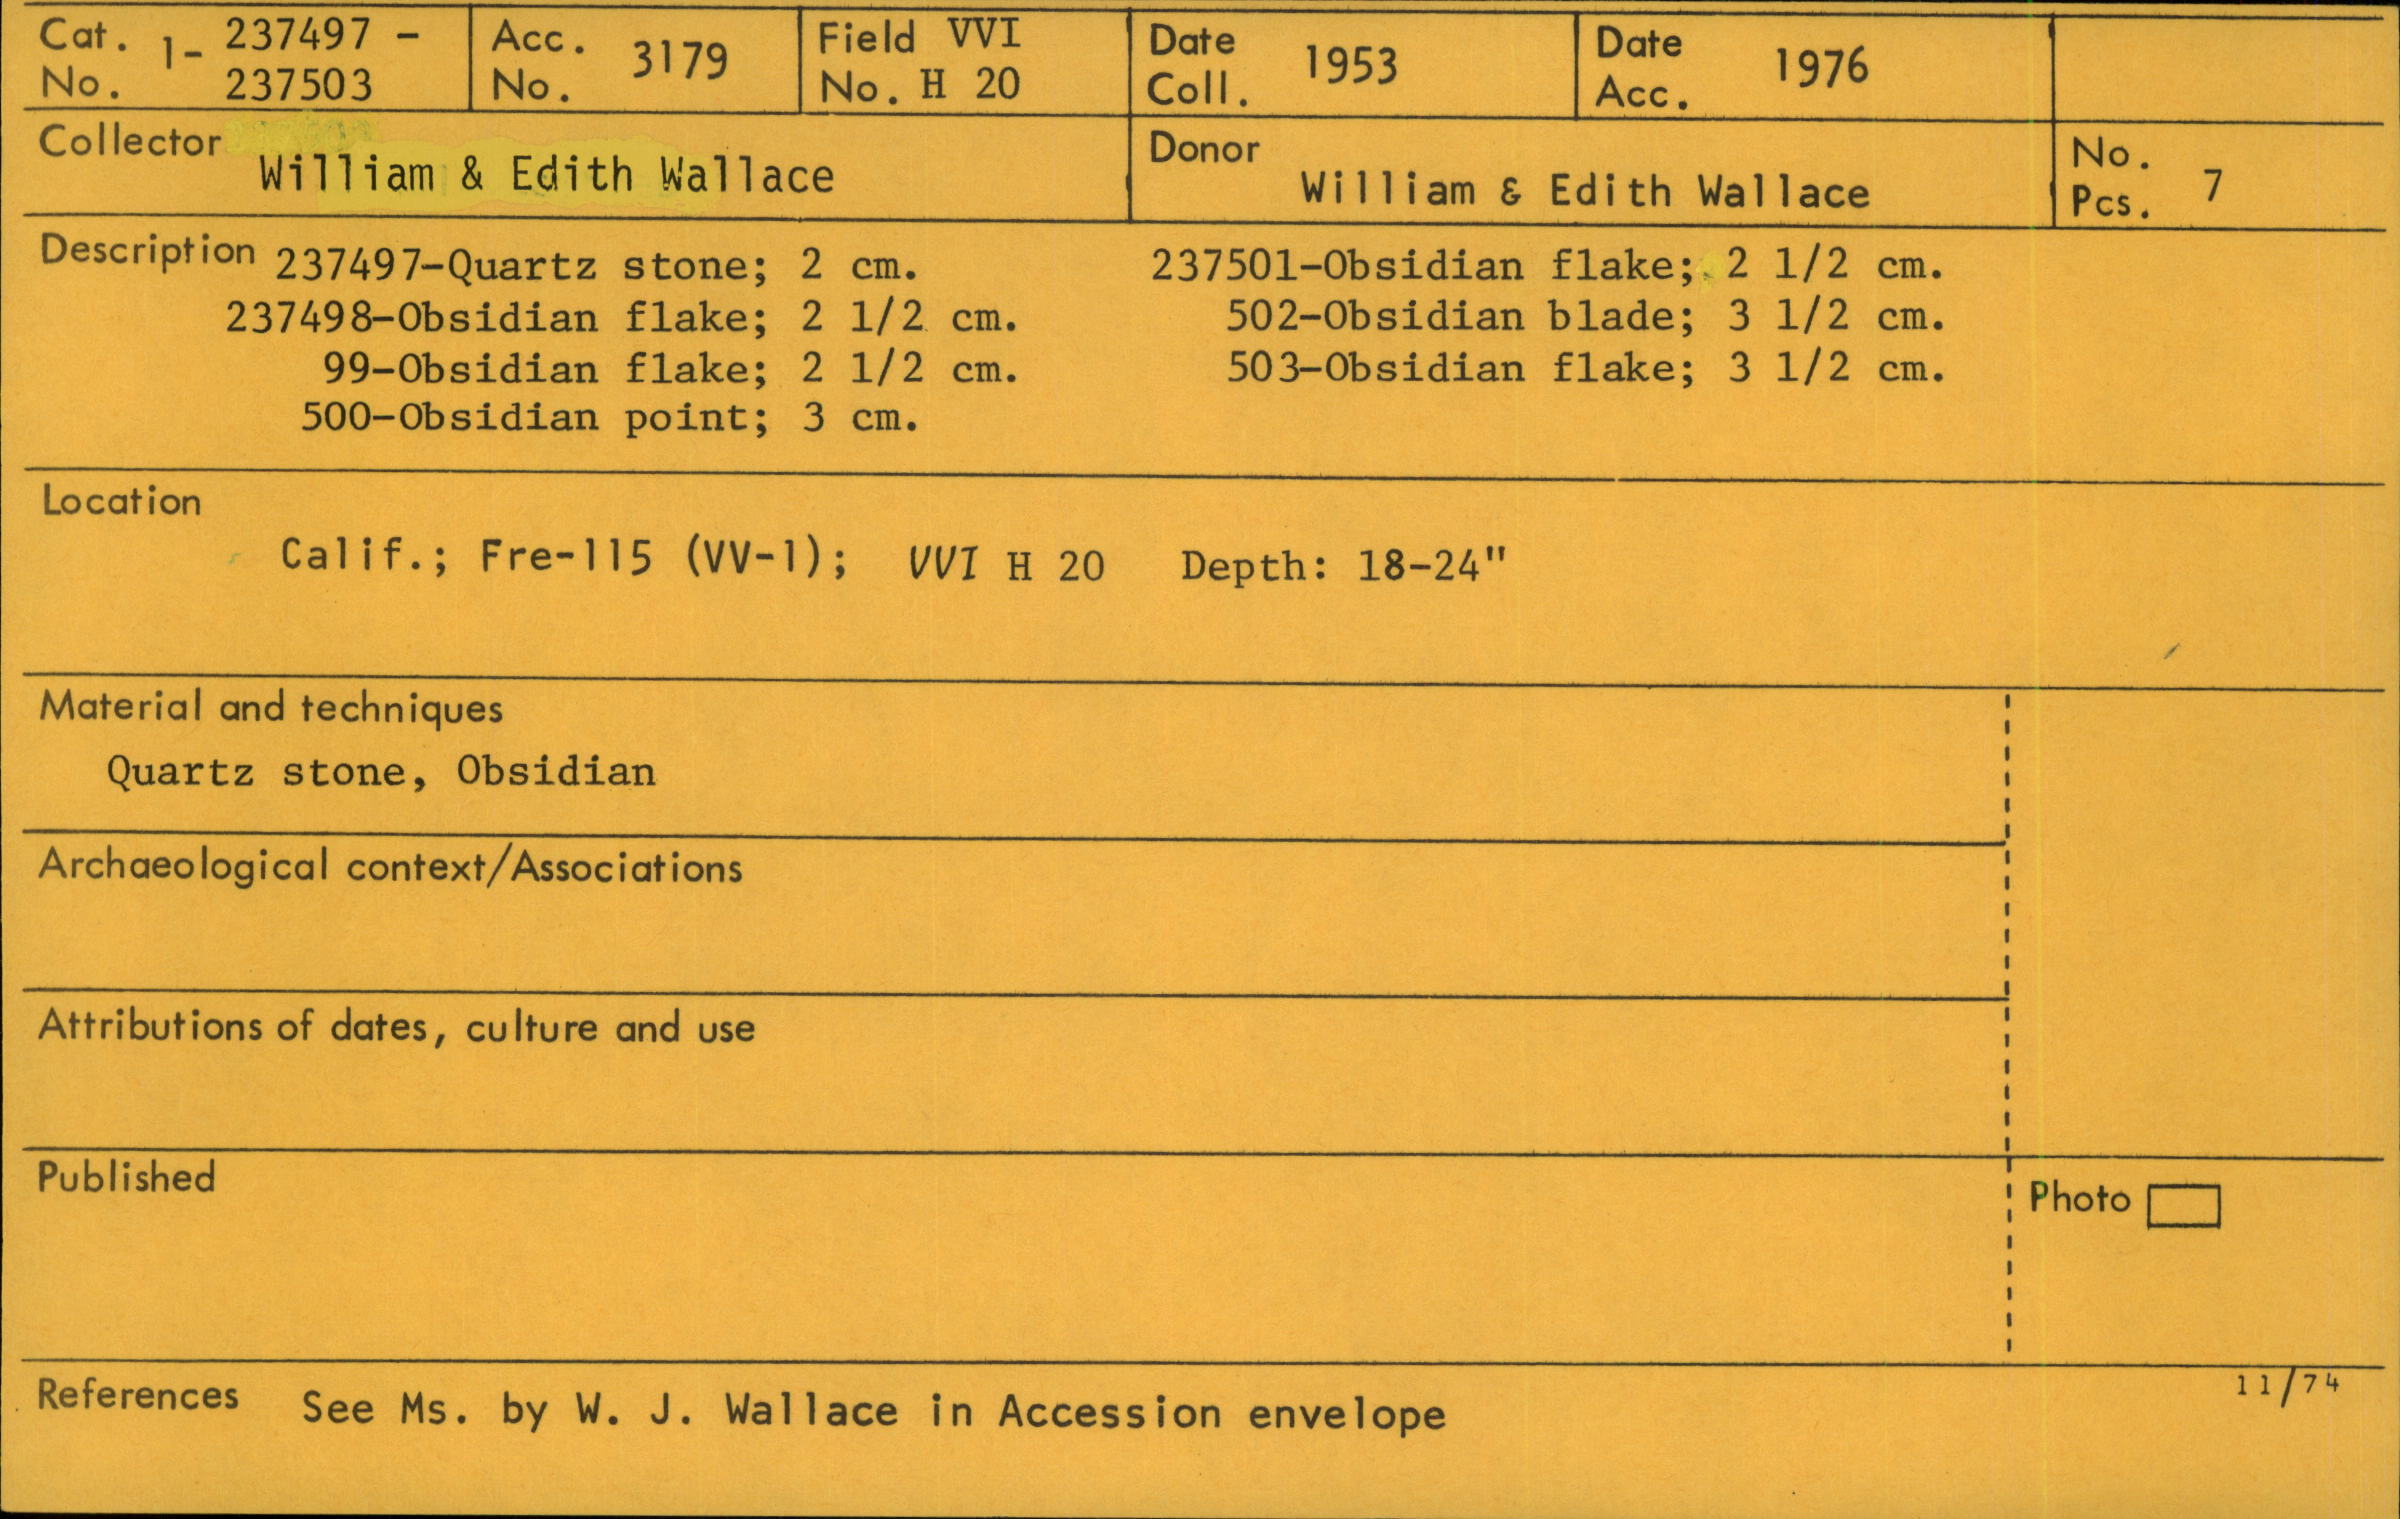 Cat. No. 1- 237497 - 237503
Acc. No. 3179
Field No. VVI H 20
Date Coll. 1953
Date Acc. 1976
Collector William & Edith Wallace
Donor William & Edith Wallace
No. Pcs. 7
Description 237497-Quartz stone; 2 cm.
237498-Obsidian flake; 2 1/2 cm.
99-Obsidian flake; 2 1/2 cm.
500-Obsidian point; 3 cm.
237501-Obsidian flake; 2 1/2 cm.
502-Obsidian blade; 3 1/2 cm.
503-Obsidian flake; 3 1/2 cm.
Location
Calif.; Fre-115 (VV-1); VVI H 20 Depth: 18-24"
Material and techniques
Quartz stone, Obsidian
Archaeological context/Associations
Attributions of dates, culture and use
Published
Photo
References See Ms. by W. J. Wallace in Accession envelope
11/74